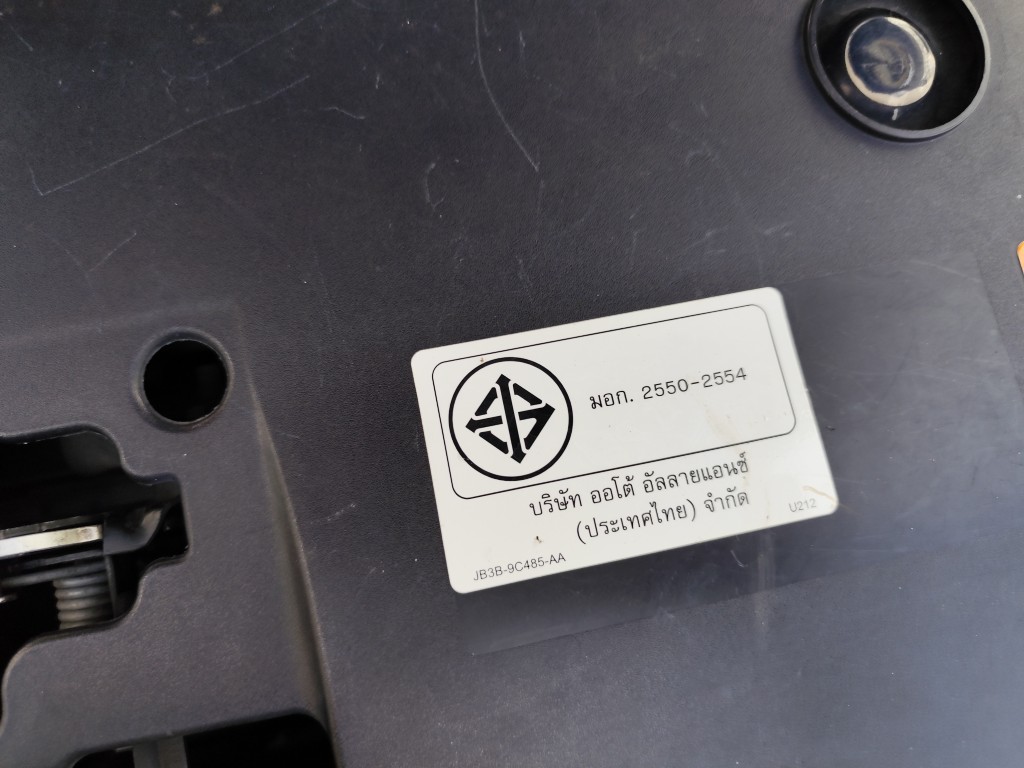 มอก. 2550-2554
บริษัท ออโต้ อัลลายแอนซ์
(ประเทศไทย) จำกัด
U212
JB3B-9C485-AA